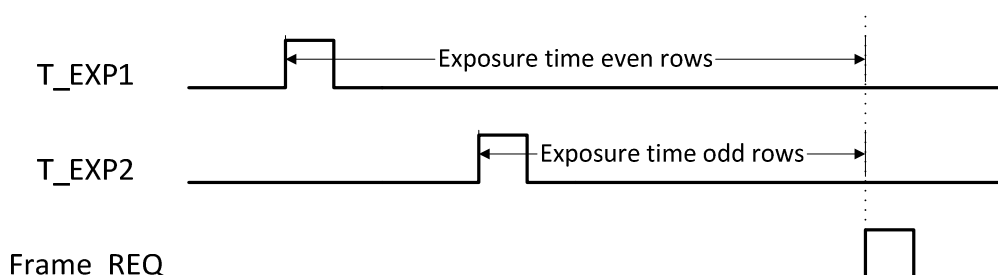 T_EXP1
Exposure time even rows
T_EXP2
Exposure time odd rows
Frame_REQ